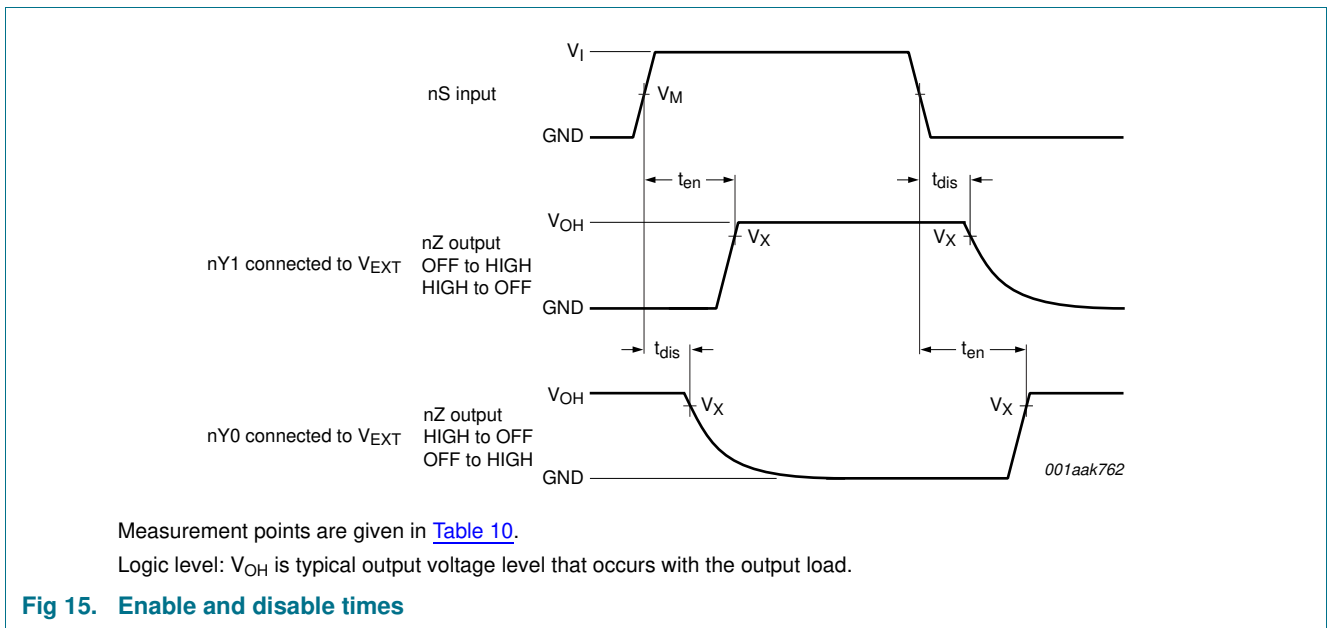 VI
nS input
VM
GND
ten
tdis
VOH
nY1 connected to VEXT
nZ output
OFF to HIGH
HIGH to OFF
VX
VX
GND
tdis
ten
VOH
nY0 connected to VEXT
nZ output
HIGH to OFF
OFF to HIGH
VX
VX
GND
001aak762
Measurement points are given in Table 10.
Logic level: VOH is typical output voltage level that occurs with the output load.
Fig 15. Enable and disable times